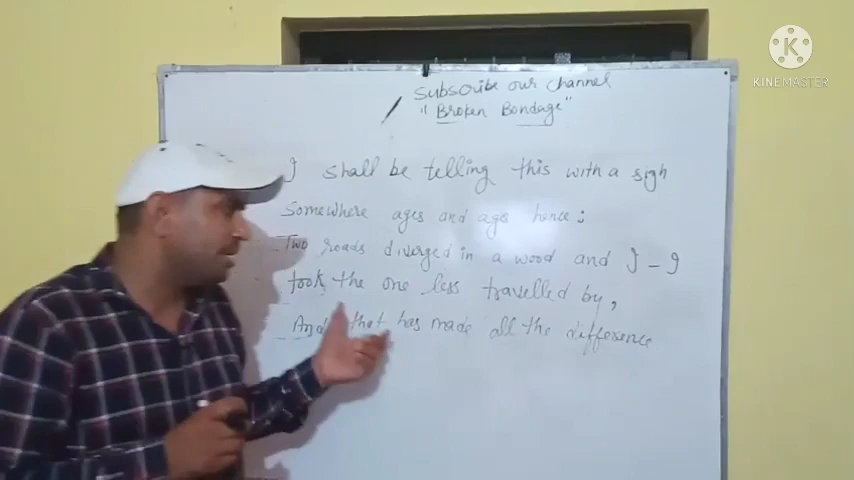 Subscribe our channel
"Broken Bondage"
I shall be telling this with a sigh
Somewhere ages and ages hence :
Two roads diverged in a wood and I - I
took the one less travelled by,
And that has made all the difference
K
KINEMASTER